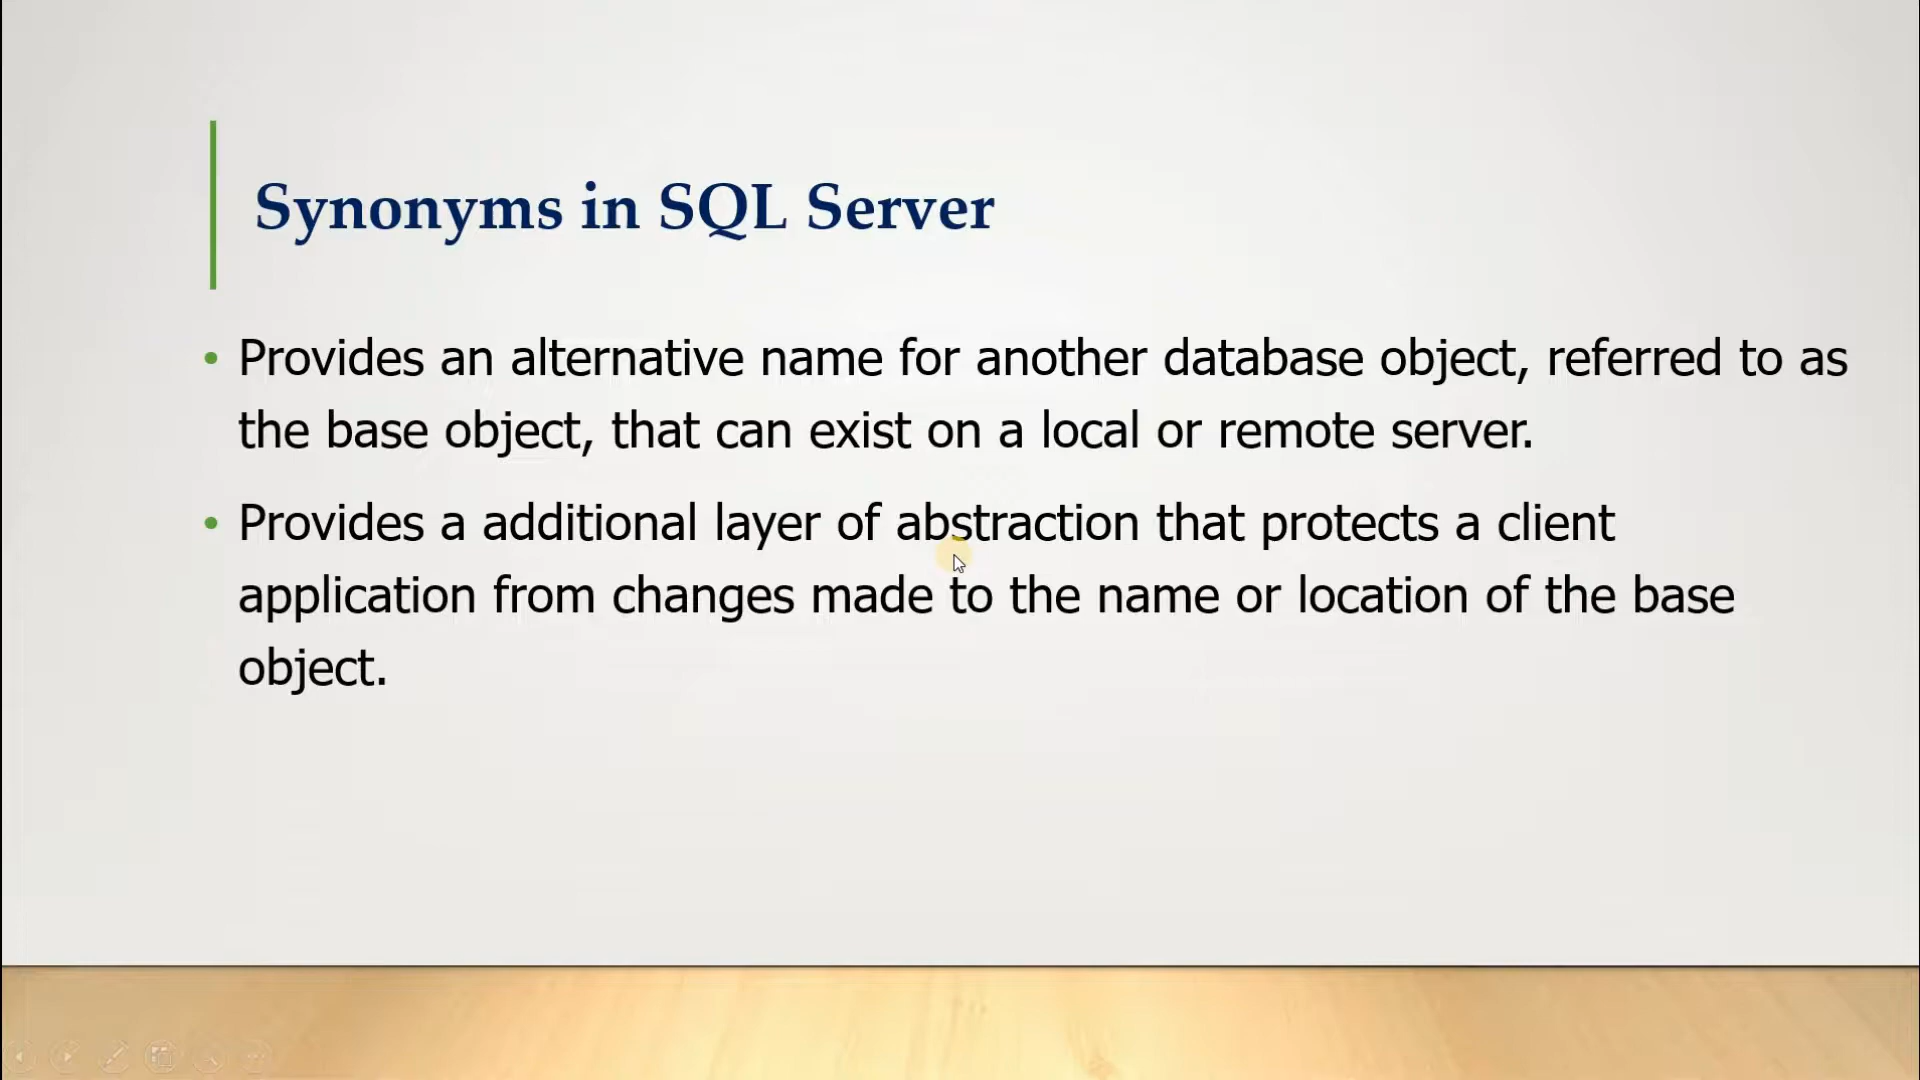 Synonyms in SQL Server
• Provides an alternative name for another database object, referred to as
the base object, that can exist on a local or remote server.
• Provides a additional layer of abstraction that protects a client
application from changes made to the name or location of the base
object.